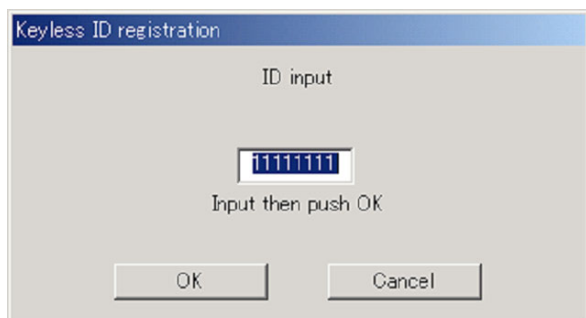 Keyless ID registration
ID input
11111111
Input then push OK
OK Cancel